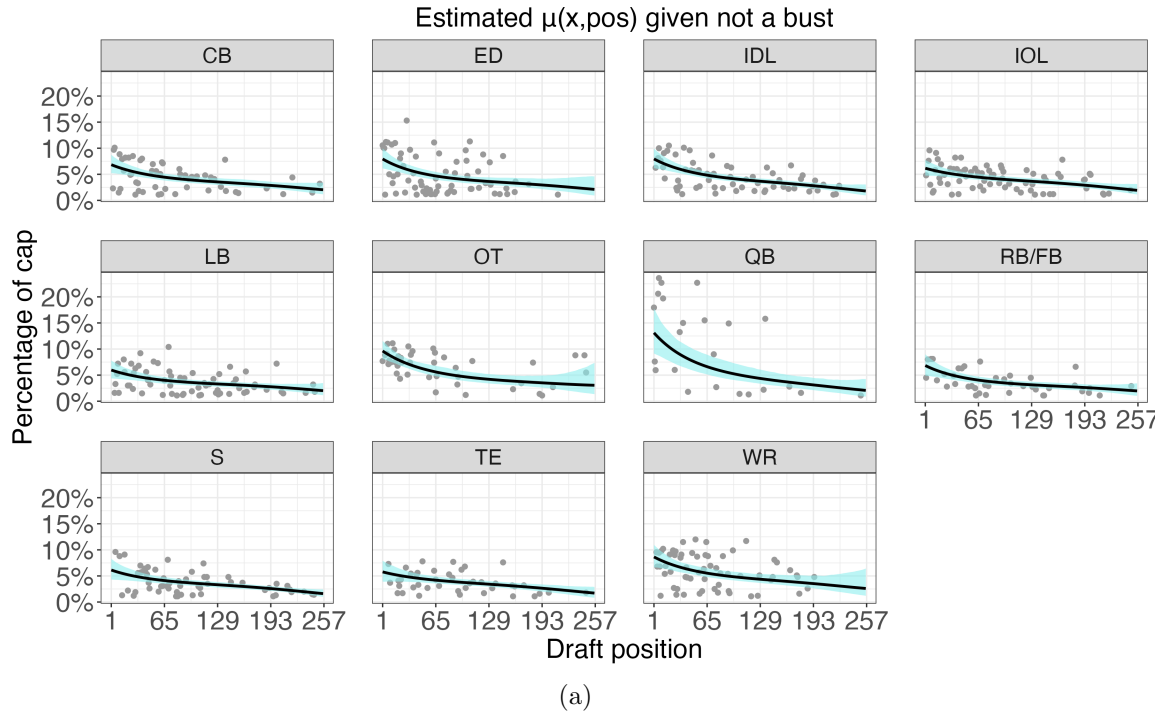 Estimated μ(x,pos) given not a bust
CB ED IDL IOL
20%
15%
10%
5%
0%
LB OT QB RB/FB
20%
15%
10%
5%
0%
1 65 129 193 257
S TE WR
20%
15%
10%
5%
0%
1 65 129 193 257 1 65 129 193 257 1 65 129 193 257
Percentage of cap
Draft position
(a)